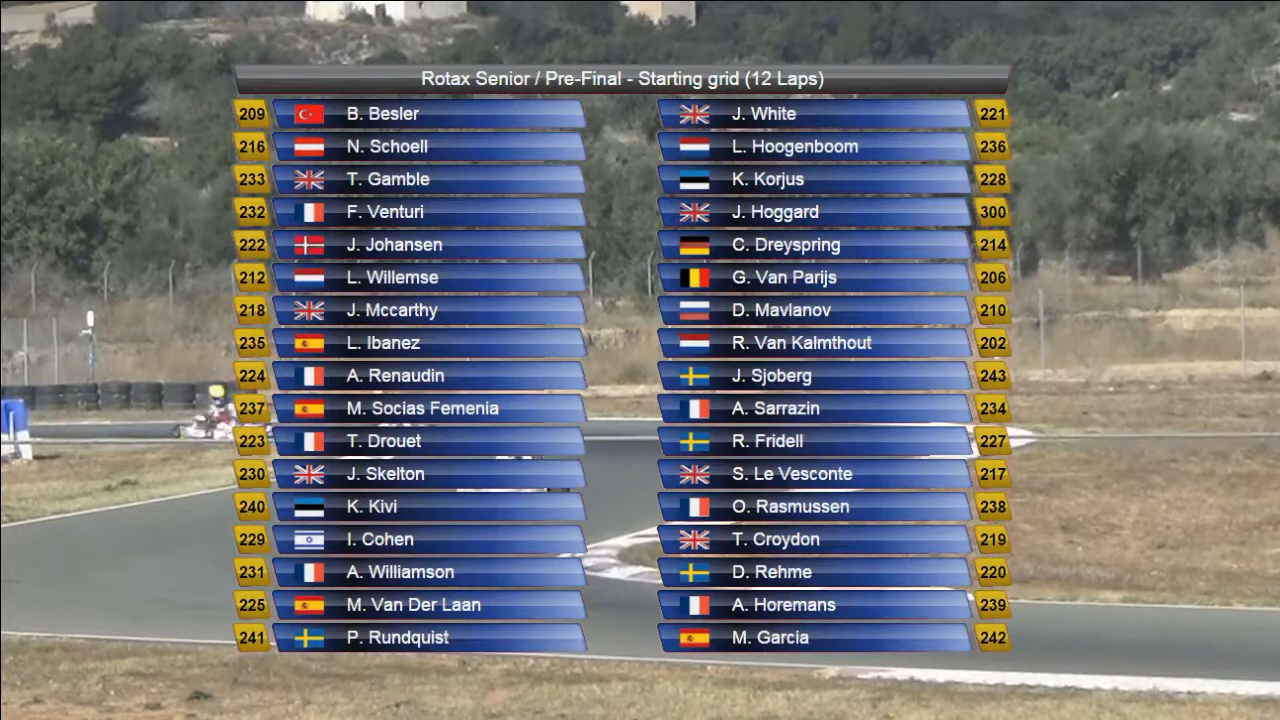 Rotax Senior / Pre-Final - Starting grid (12 Laps)
209 B. Besler J. White 221
216 N. Schoell L. Hoogenboom 236
233 T. Gamble K. Korjus 228
232 F. Venturi J. Hoggard 300
222 J. Johansen C. Dreyspring 214
212 L. Willemse G. Van Parijs 206
218 J. Mccarthy D. Mavlanov 210
235 L. Ibanez R. Van Kalmthout 202
224 A. Renaudin J. Sjoberg 243
237 M. Socias Femenia A. Sarrazin 234
223 T. Drouet R. Fridell 227
230 J. Skelton S. Le Vesconte 217
240 K. Kivi O. Rasmussen 238
229 I. Cohen T. Croydon 219
231 A. Williamson D. Rehme 220
225 M. Van Der Laan A. Horemans 239
241 P. Rundquist M. Garcia 242